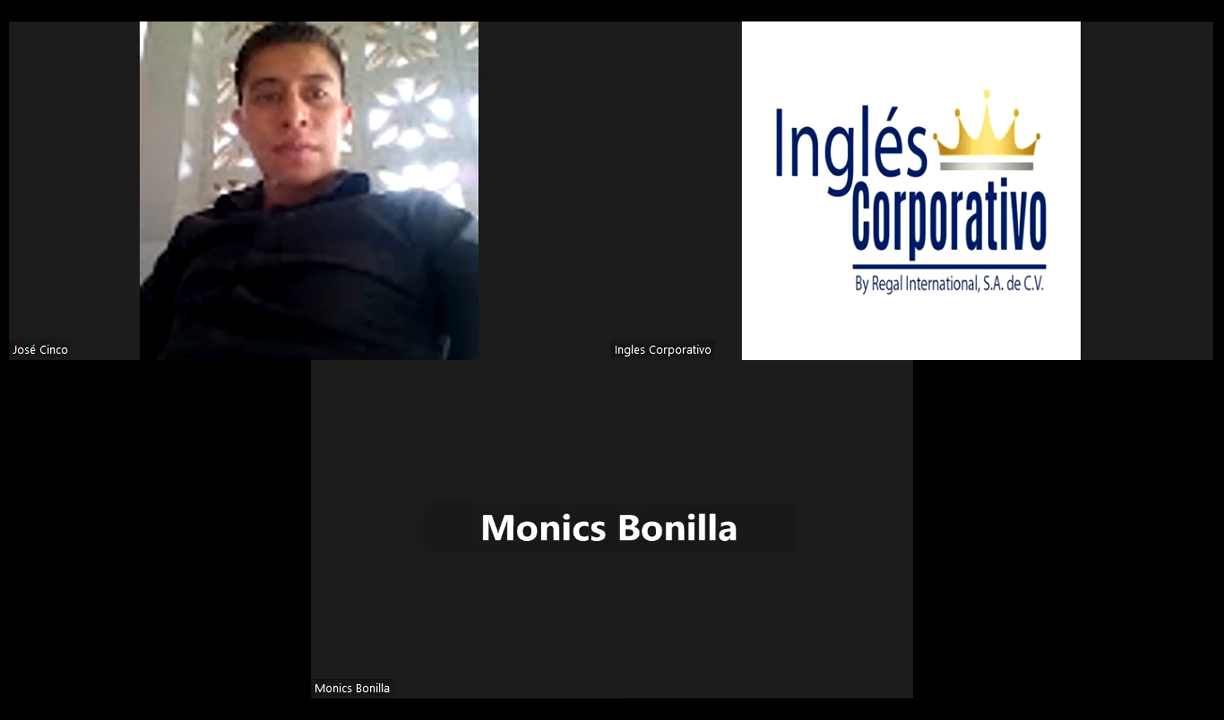 José Cinco
Inglés
Corporativo
By Regal International, S.A. de C.V.
Ingles Corporativo
Monics Bonilla
Monics Bonilla